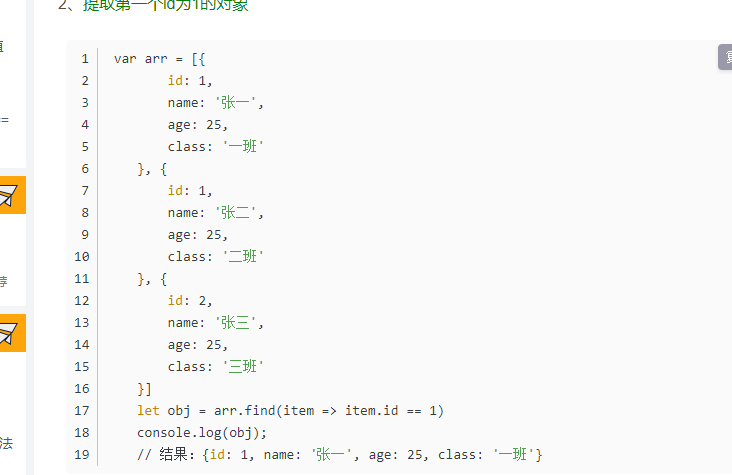 2、提取第一个id为1的对象
值
==
荐
法
复
1 var arr = [{
2 id: 1,
3 name: '张一',
4 age: 25,
5 class: '一班'
6 }, {
7 id: 1,
8 name: '张二',
9 age: 25,
10 class: '二班'
11 }, {
12 id: 2,
13 name: '张三',
14 age: 25,
15 class: '三班'
16 }]
17 let obj = arr.find(item => item.id == 1)
18 console.log(obj);
19 // 结果：{id: 1, name: '张一', age: 25, class: '一班'}